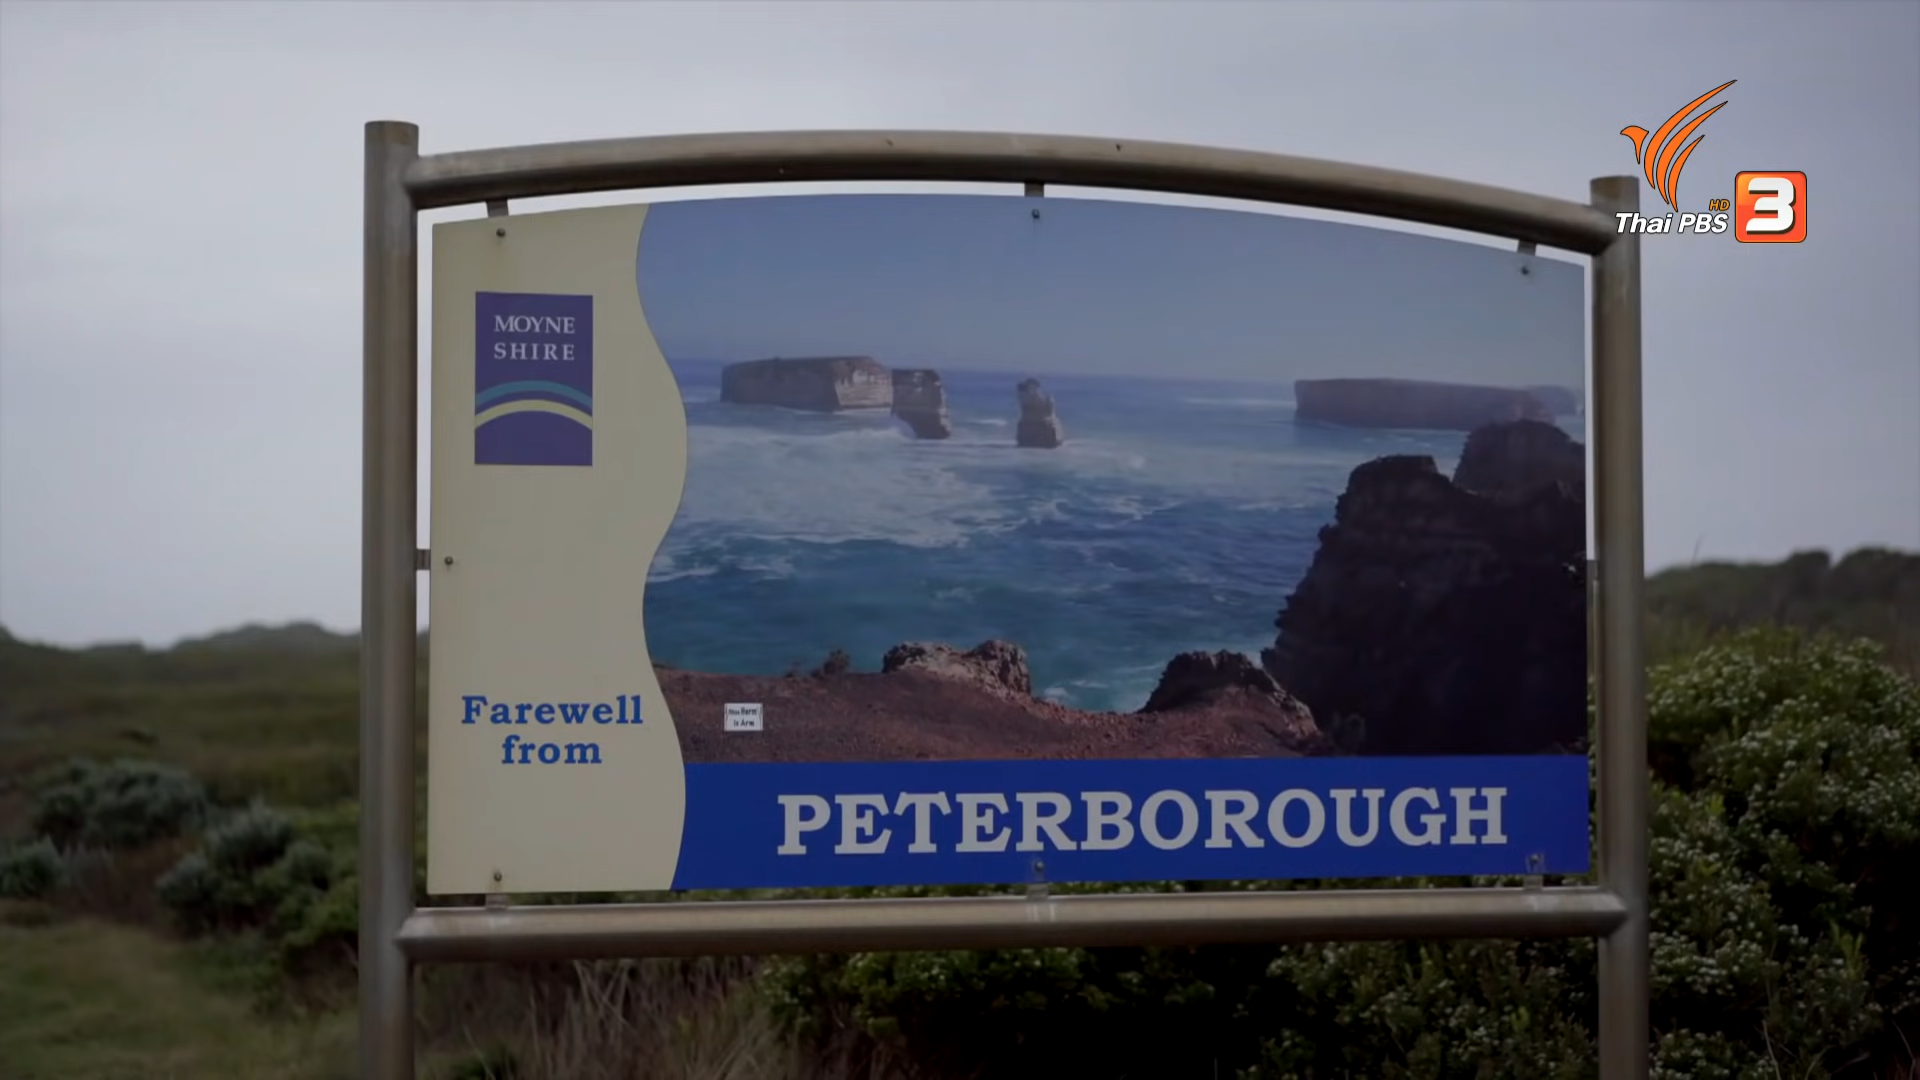 MOYNE
SHIRE
Farewell
from
PETERBOROUGH
Thai PBS
HD
3